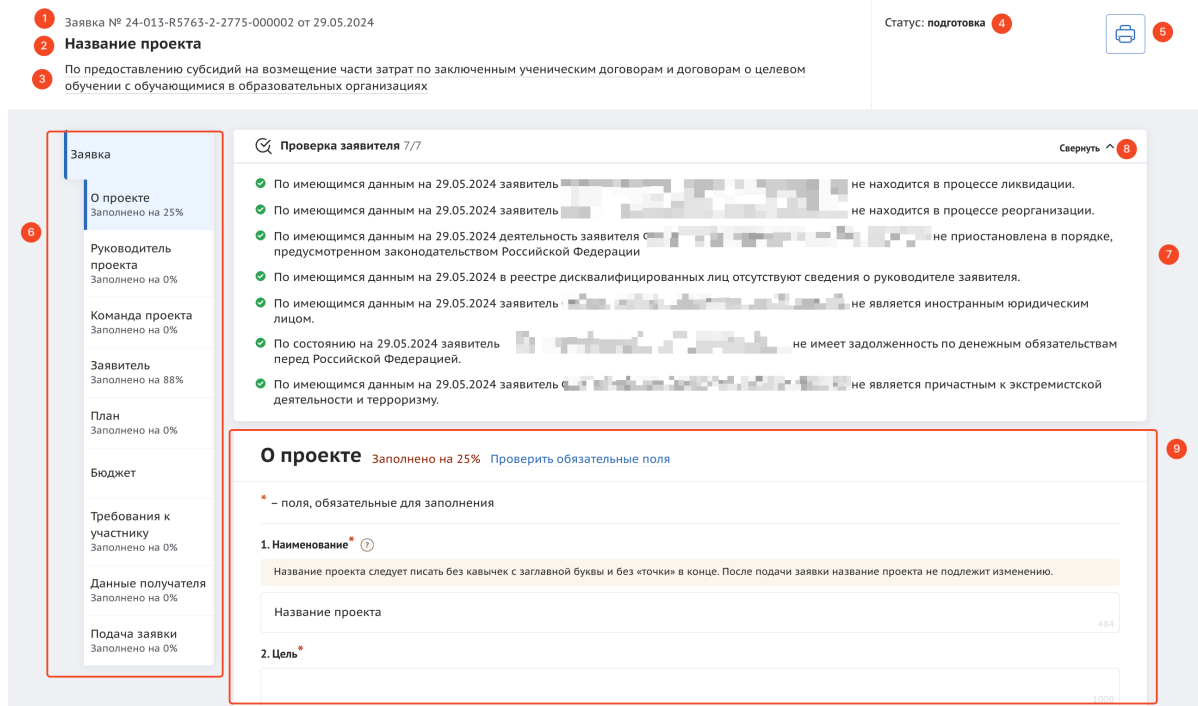 1
Заявка № 24-013-R5763-2-2775-000002 от 29.05.2024
Статус: подготовка
4
5
2
Название проекта
3
По предоставлению субсидий на возмещение части затрат по заключенным ученическим договорам и договорам о целевом
обучении с обучающимися в образовательных организациях
6
Заявка
О проекте
Заполнено на 25%
Руководитель
проекта
Заполнено на 0%
Команда проекта
Заполнено на 0%
Заявитель
Заполнено на 88%
План
Заполнено на 0%
Бюджет
Требования к
участнику
Заполнено на 0%
Данные получателя
Заполнено на 0%
Подача заявки
Заполнено на 0%
Проверка заявителя 7/7
Свернуть
8
7
По имеющимся данным на 29.05.2024 заявитель не находится в процессе ликвидации.
По имеющимся данным на 29.05.2024 заявитель не находится в процессе реорганизации.
По имеющимся данным на 29.05.2024 деятельность заявителя не приостановлена в порядке,
предусмотренном законодательством Российской Федерации
По имеющимся данным на 29.05.2024 в реестре дисквалифицированных лиц отсутствуют сведения о руководителе заявителя.
По имеющимся данным на 29.05.2024 заявитель не является иностранным юридическим
лицом.
По состоянию на 29.05.2024 заявитель не имеет задолженность по денежным обязательствам
перед Российской Федерацией.
По имеющимся данным на 29.05.2024 заявитель не является причастным к экстремистской
деятельности и терроризму.
9
О проекте Заполнено на 25% Проверить обязательные поля
* – поля, обязательные для заполнения
1. Наименование* ?
Название проекта следует писать без кавычек с заглавной буквы и без «точки» в конце. После подачи заявки название проекта не подлежит изменению.
Название проекта
484
2. Цель*
1000